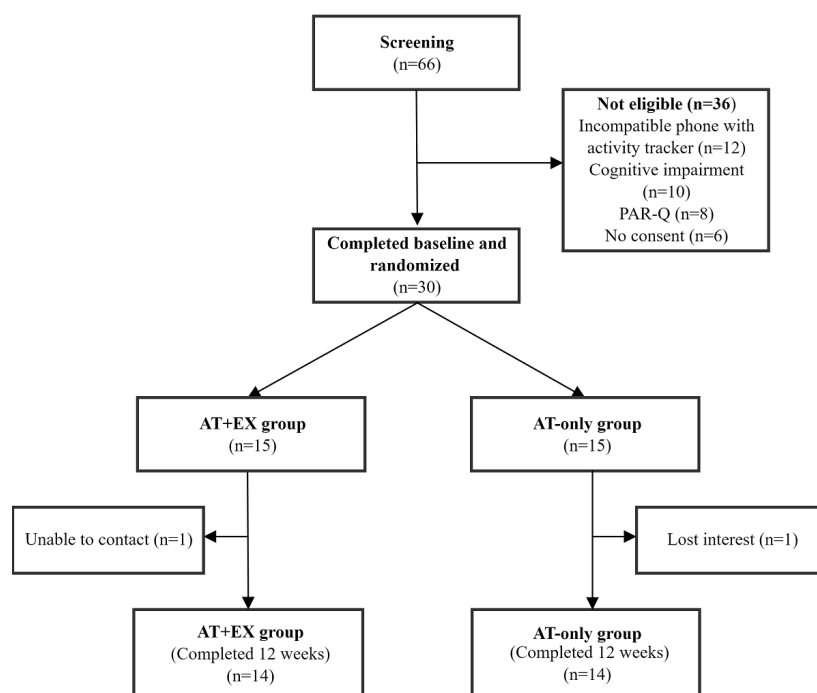 Screening
(n=66)
Not eligible (n=36)
Incompatible phone with
activity tracker (n=12)
Cognitive impairment
(n=10)
PAR-Q (n=8)
No consent (n=6)
Completed baseline and
randomized
(n=30)
AT+EX group
(n=15)
AT-only group
(n=15)
Unable to contact (n=1)
Lost interest (n=1)
AT+EX group
(Completed 12 weeks)
(n=14)
AT-only group
(Completed 12 weeks)
(n=14)